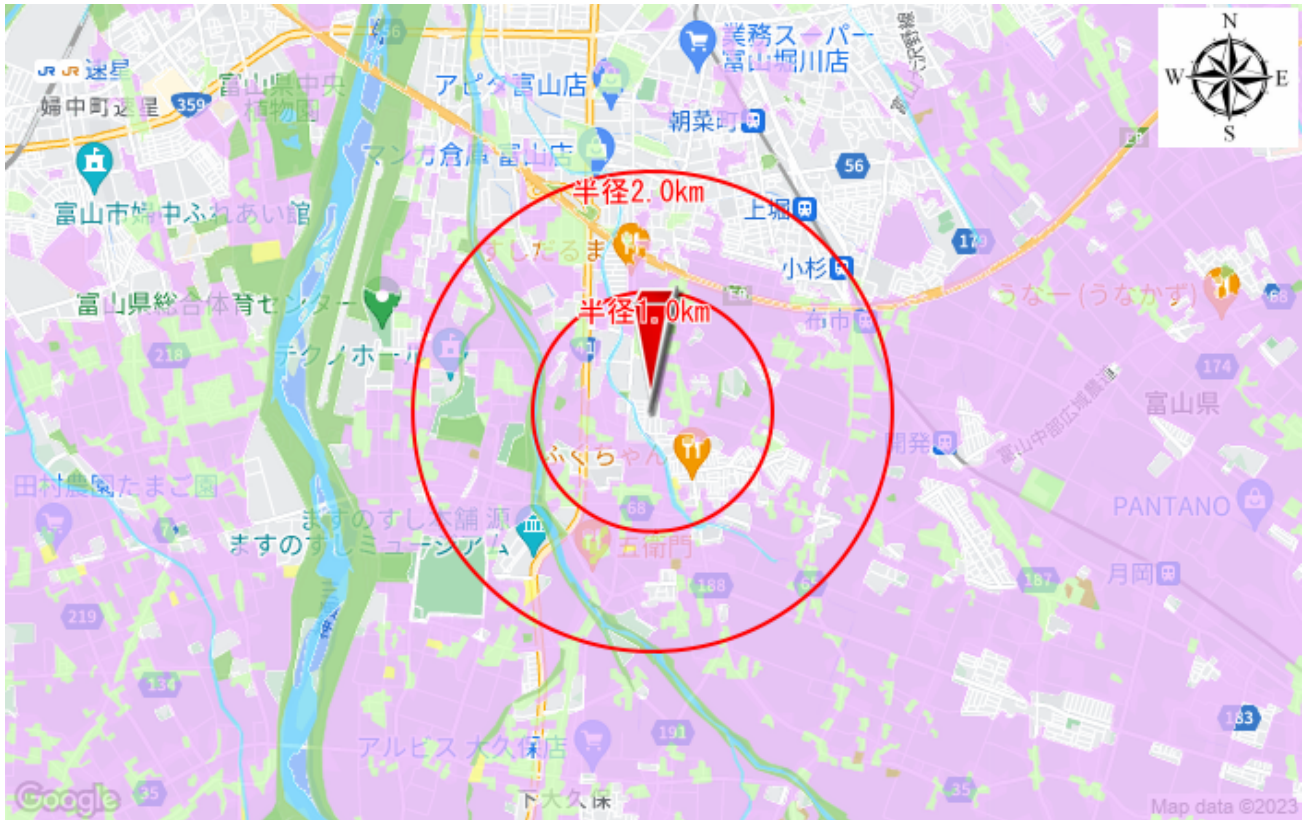 N
W E
S
56
業務スーパー
富山堀川店
JR JR 速星
富山県中央
植物園
アピタ富山店
婦中町速星
359
朝菜町
マンガ倉庫 富山店
56
富山市婦中ふれあい館
半径2.0km
上堀
179
すしだるま
小杉
富山県総合体育センター
半径1.0km
うなー(うなかず)
68
布市
テクノホール
41
218
174
富山県
富山中部広域農道
開発
ふくちゃん
田村農園たまご園
PANTANO
68
ますのすし本舗 源
ますのすしミュージアム
五衛門
月岡
188
187
219
134
183
アルビス 大久保店
191
下大久保
35
35
Google
Map data ©2023